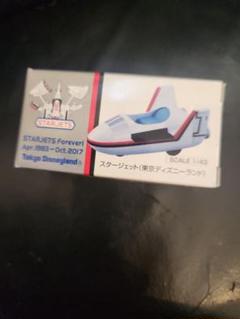 STARJETS
STARJETS Forever!
Apr.1983 – Oct.2017
Tokyo Disneyland
SCALE 1/43
スタージェット(東京ディズニーランド)